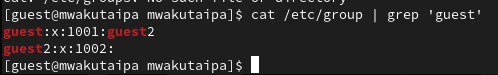 cat: /etc/groups: No such file or directory
[guest@mwakutaipa mwakutaipa]$ cat /etc/group | grep 'guest'
guest:x:1001:guest2
guest2:x:1002:
[guest@mwakutaipa mwakutaipa]$